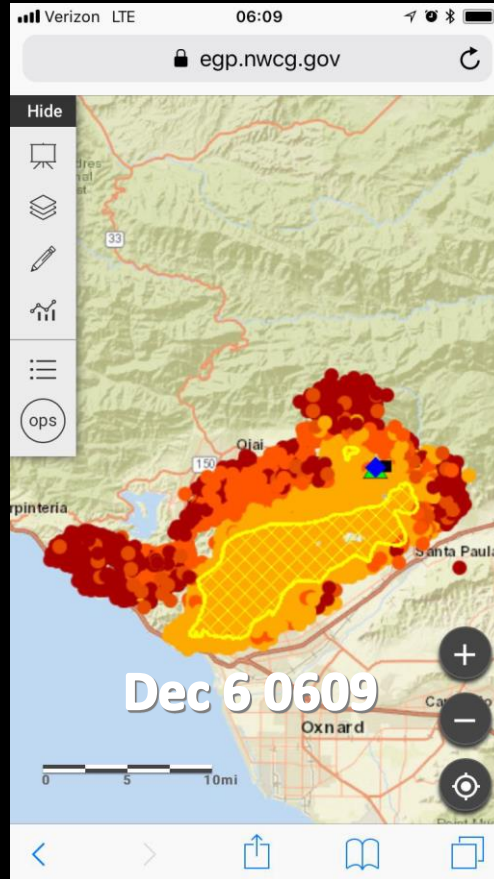 Verizon LTE
06:09
egp.nwcg.gov
Hide
33
ops
Ojai
150
rpinteria
Santa Paula
Dec 6 0609
Oxnard
0 5 10mi